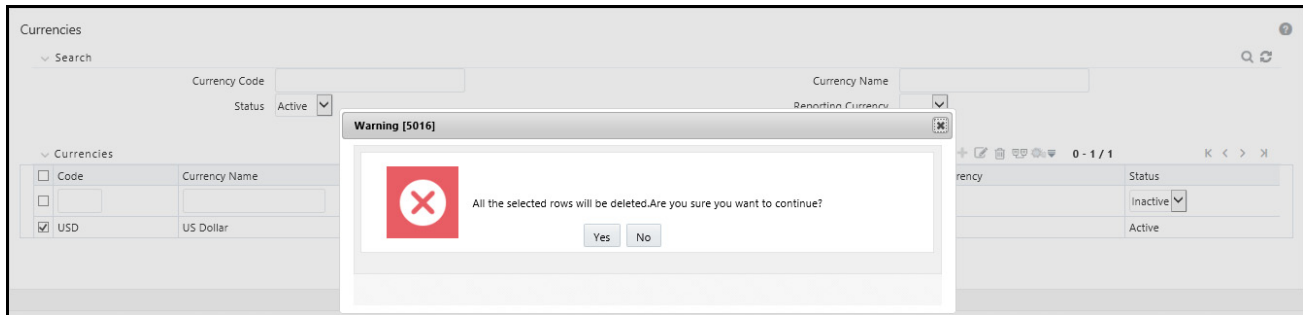 Currencies
Search
Currency Code
Currency Name
Status Active
Reporting Currency
Warning [5016]
Currencies
0 - 1 / 1
Code Currency Name rency Status
Inactive
All the selected rows will be deleted.Are you sure you want to continue?
USD US Dollar Active
Yes No